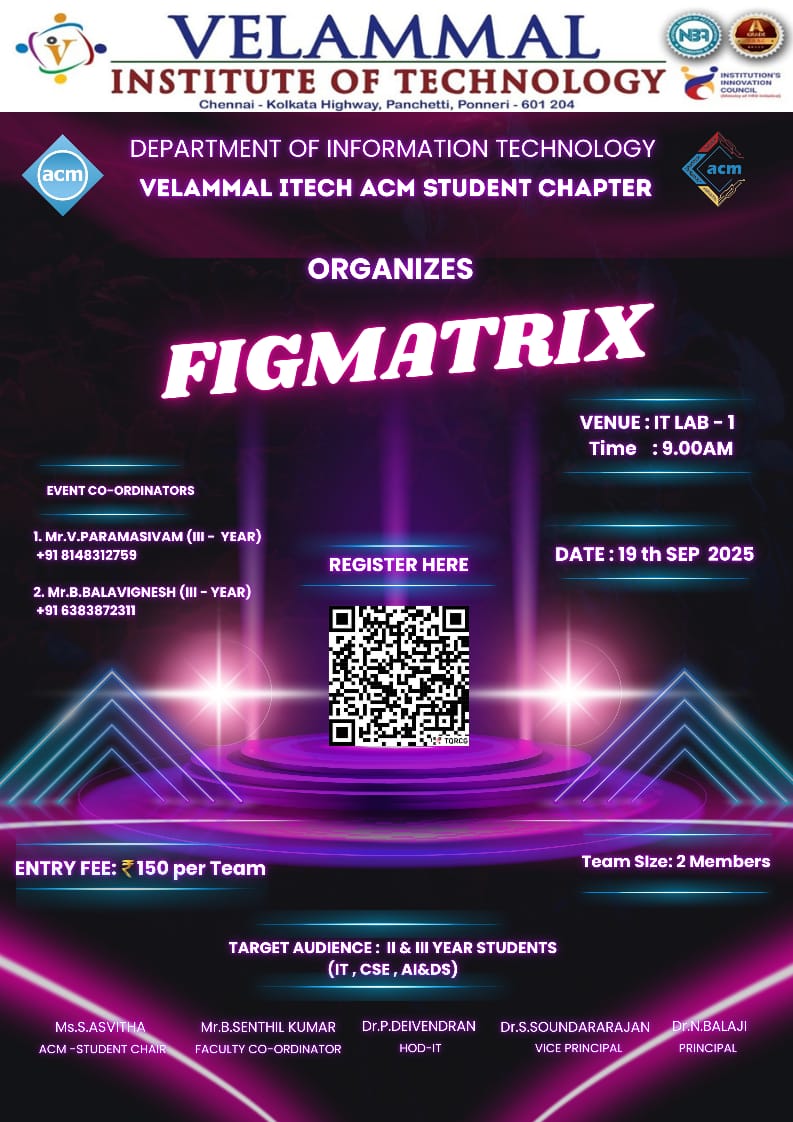 VELAMMAL
INSTITUTE OF TECHNOLOGY
Chennai - Kolkata Highway, Panchetti, Ponneri - 601 204
NBA
GRADE
INSTITUTION'S
INNOVATION
COUNCIL
acm
DEPARTMENT OF INFORMATION TECHNOLOGY
VELAMMAL ITECH ACM STUDENT CHAPTER
acm
ORGANIZES
FIGMATRIX
VENUE : IT LAB - 1
Time : 9.00AM
EVENT CO-ORDINATORS
1. Mr.V.PARAMASIVAM (III - YEAR)
+91 8148312759
2. Mr.B.BALAVIGNESH (III - YEAR)
+91 6383872311
REGISTER HERE
TQRCG
DATE : 19 th SEP 2025
ENTRY FEE: ₹150 per Team
Team SIze: 2 Members
TARGET AUDIENCE : II & III YEAR STUDENTS
(IT , CSE , AI&DS)
Ms.S.ASVITHA
ACM -STUDENT CHAIR
Mr.B.SENTHIL KUMAR
FACULTY CO-ORDINATOR
Dr.P.DEIVENDRAN
HOD-IT
Dr.S.SOUNDARARAJAN
VICE PRINCIPAL
Dr.N.BALAJI
PRINCIPAL